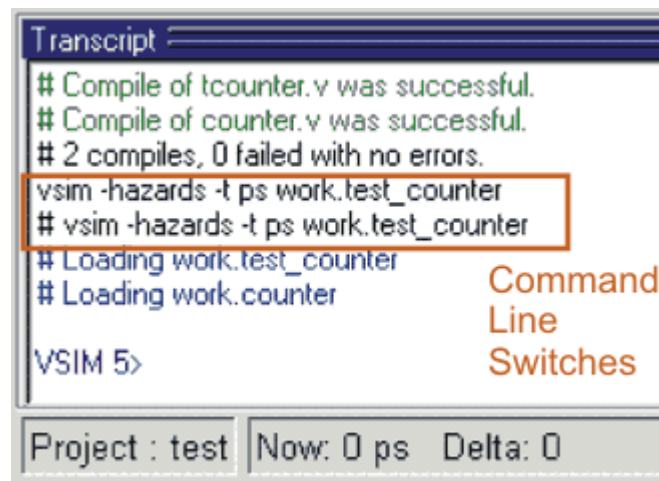 Transcript
# Compile of tcounter.v was successful.
# Compile of counter.v was successful.
# 2 compiles, 0 failed with no errors.
vsim -hazards -t ps work.test_counter
# vsim -hazards -t ps work.test_counter
# Loading work.test_counter
# Loading work.counter
Command
Line
VSIM 5>
Switches
Project : test Now: 0 ps Delta: 0